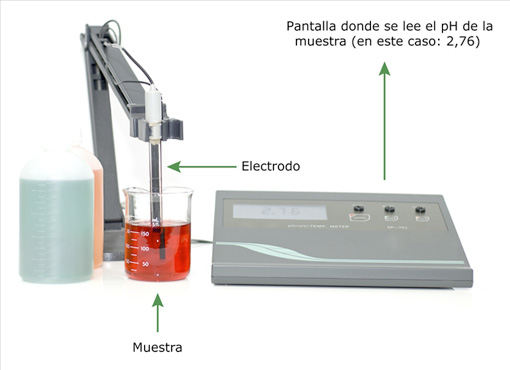 Pantalla donde se lee el pH de la
muestra (en este caso: 2,76)
Electrodo
2.76
150
100
50
Muestra